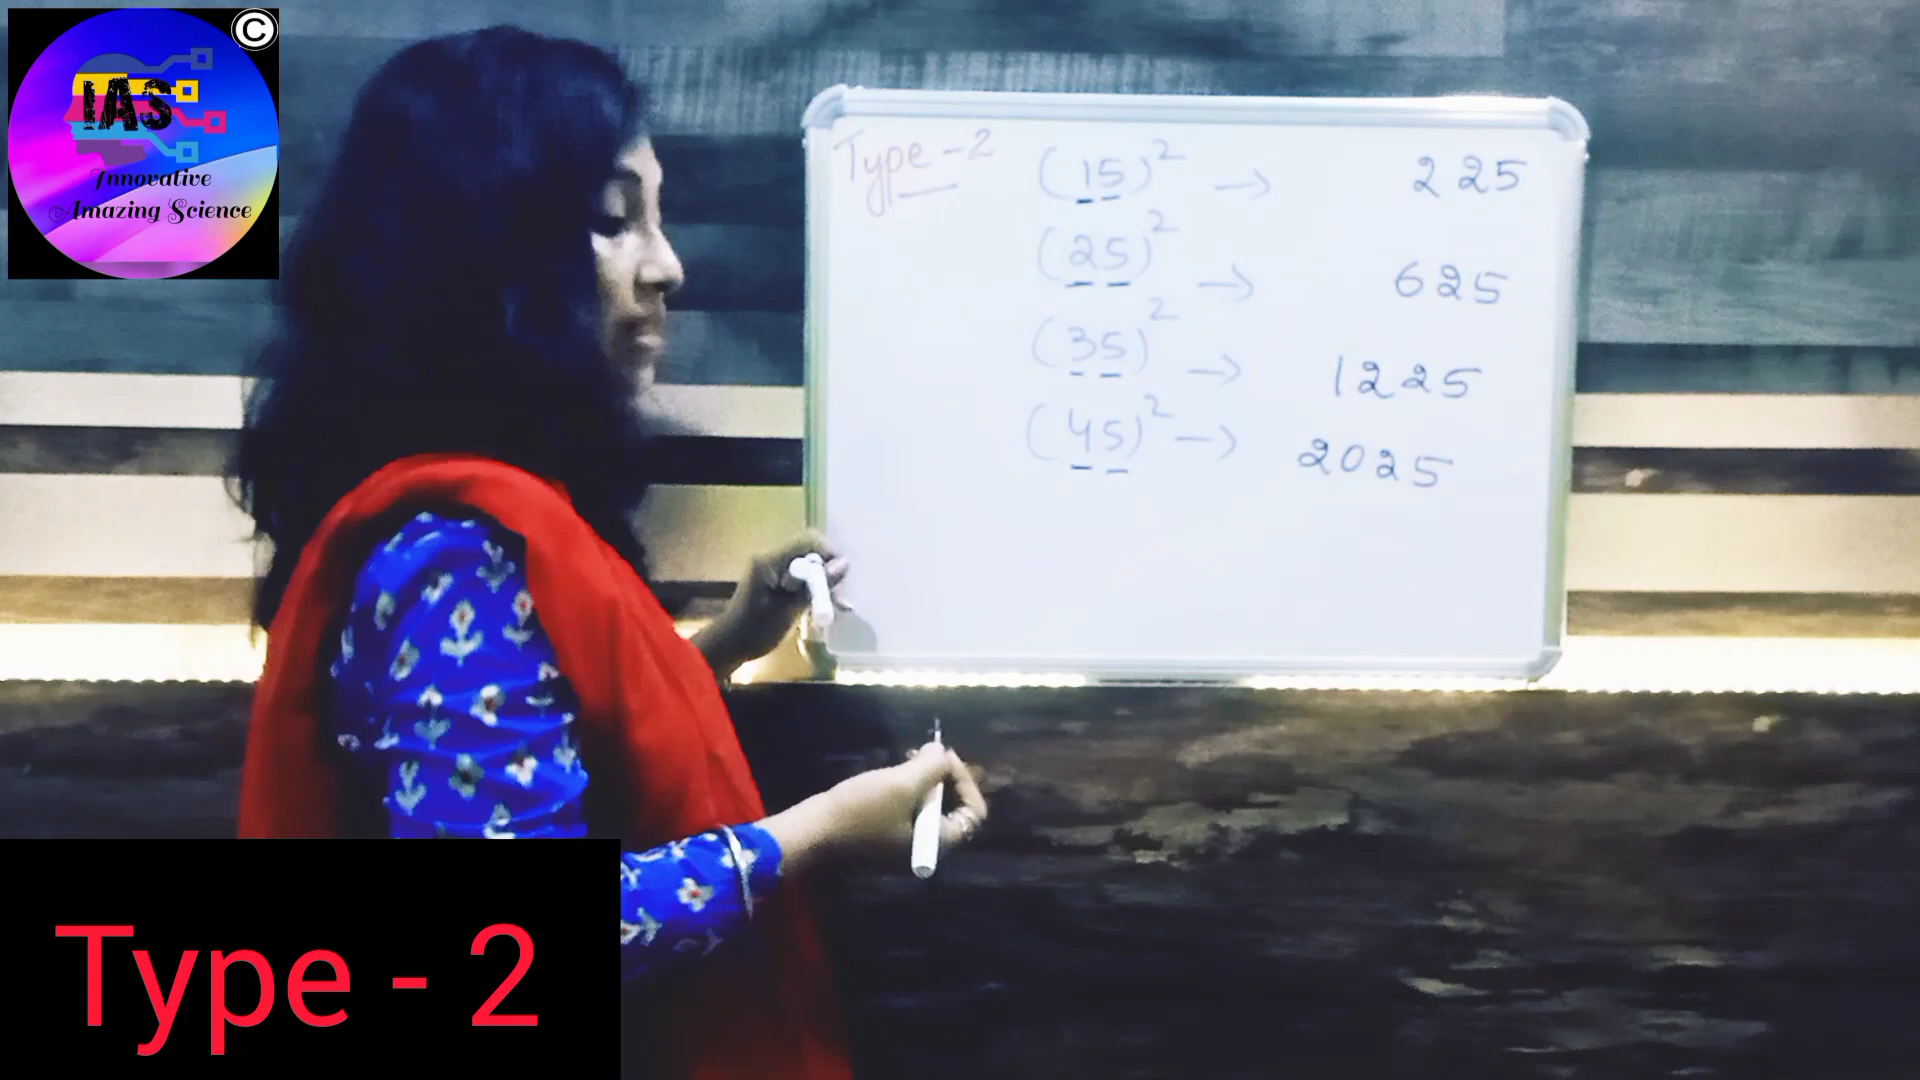 ©
IAS
Innovative
Amazing Science
Type - 2
(15)² → 225
(25)² → 625
(35)² → 1225
(45)² → 2025
Type - 2